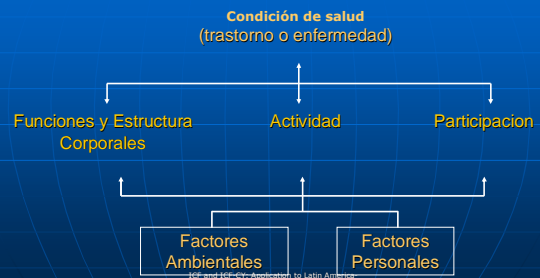 Condición de salud
(trastorno o enfermedad)
Funciones y Estructura
Corporales
Actividad
Participacion
Factores
Ambientales
Factores
Personales
ICF and ICF-CY: Application to Latin America-